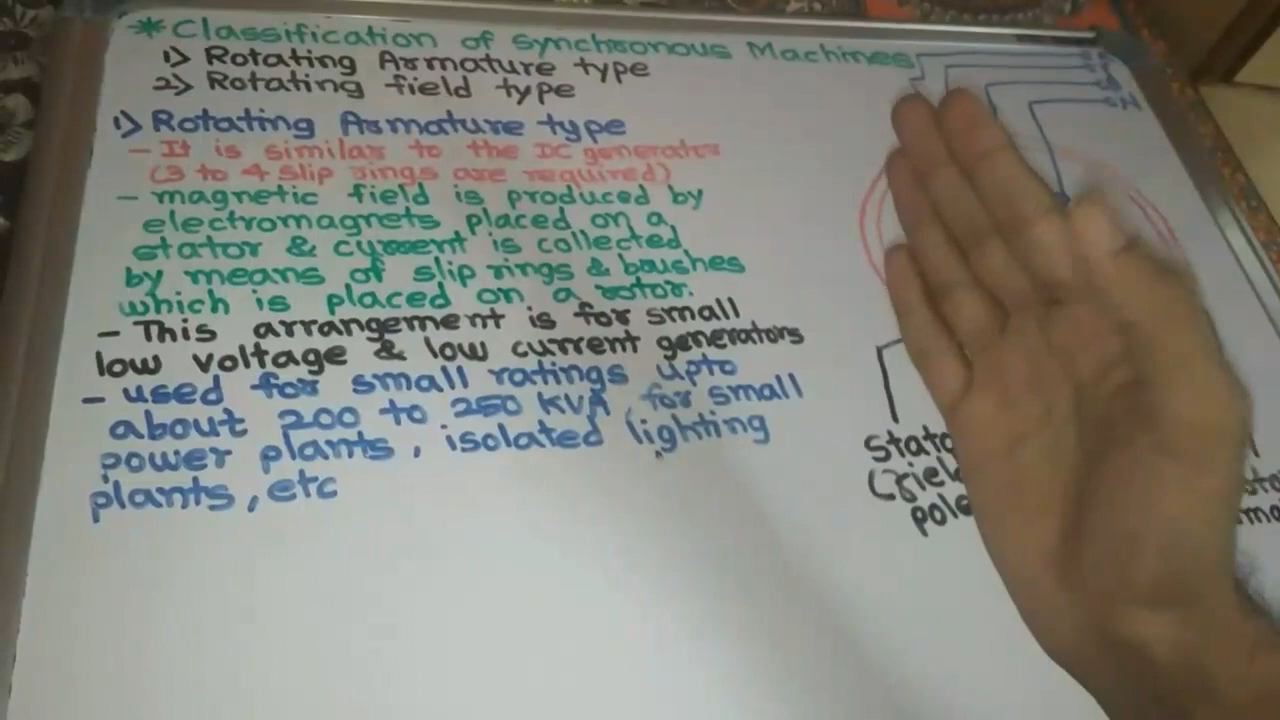 * Classification of Synchronous Machines
1) Rotating Armature type
2) Rotating field type
1) Rotating Armature type
- It is similar to the DC generator
(3 to 4 slip rings are required)
- magnetic field is produced by
electromagnets placed on a
stator & current is collected
by means of slip rings & brushes
which is placed on a rotor.
- This arrangement is for small
low voltage & low current generators
- used for small ratings upto
about 200 to 250 KVA for small
power plants, isolated lighting
plants, etc
N